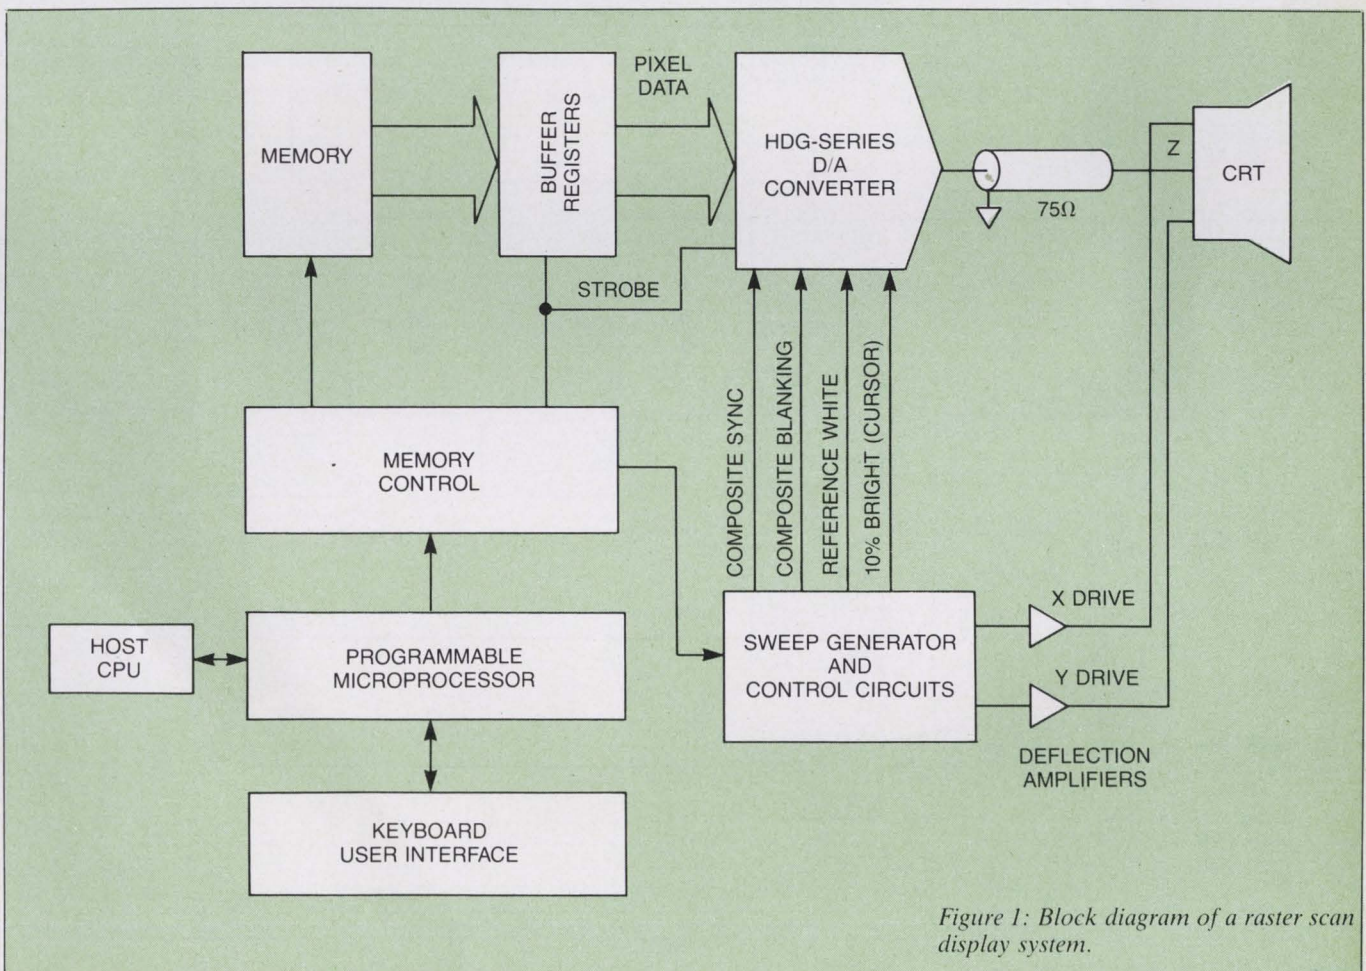 MEMORY
BUFFER
REGISTERS
PIXEL
DATA
HDG-SERIES
D/A
CONVERTER
75Ω
Z
CRT
STROBE
MEMORY
CONTROL
COMPOSITE SYNC
COMPOSITE BLANKING
REFERENCE WHITE
10% BRIGHT (CURSOR)
HOST
CPU
PROGRAMMABLE
MICROPROCESSOR
SWEEP GENERATOR
AND
CONTROL CIRCUITS
X DRIVE
Y DRIVE
DEFLECTION
AMPLIFIERS
KEYBOARD
USER INTERFACE
Figure 1: Block diagram of a raster scan
display system.